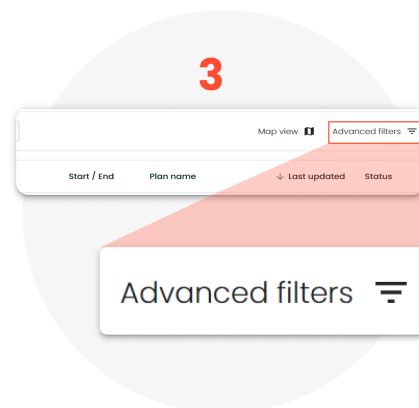 3
Map view Advanced filters
Start / End Plan name ↓ Last updated Status
Advanced filters